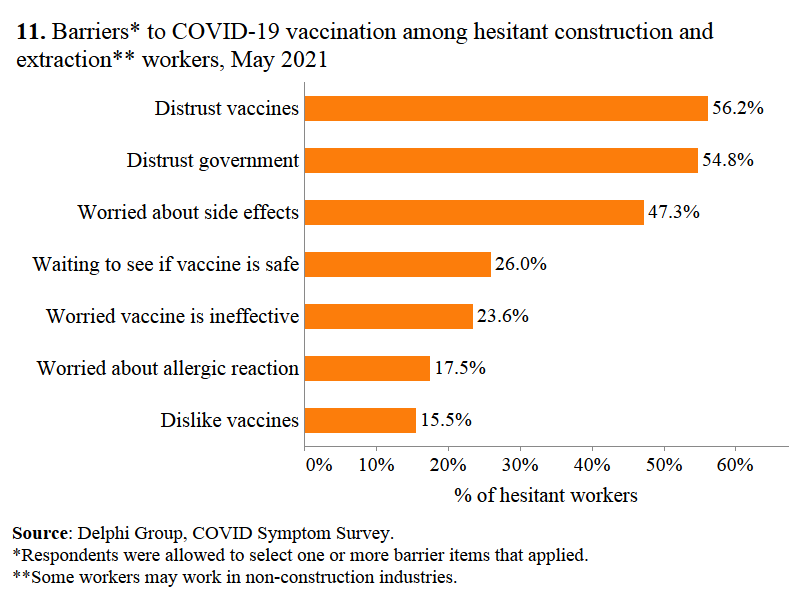 11. Barriers* to COVID-19 vaccination among hesitant construction and
extraction** workers, May 2021
Distrust vaccines 56.2%
Distrust government 54.8%
Worried about side effects 47.3%
Waiting to see if vaccine is safe 26.0%
Worried vaccine is ineffective 23.6%
Worried about allergic reaction 17.5%
Dislike vaccines 15.5%
0% 10% 20% 30% 40% 50% 60%
% of hesitant workers
Source: Delphi Group, COVID Symptom Survey.
*Respondents were allowed to select one or more barrier items that applied.
**Some workers may work in non-construction industries.